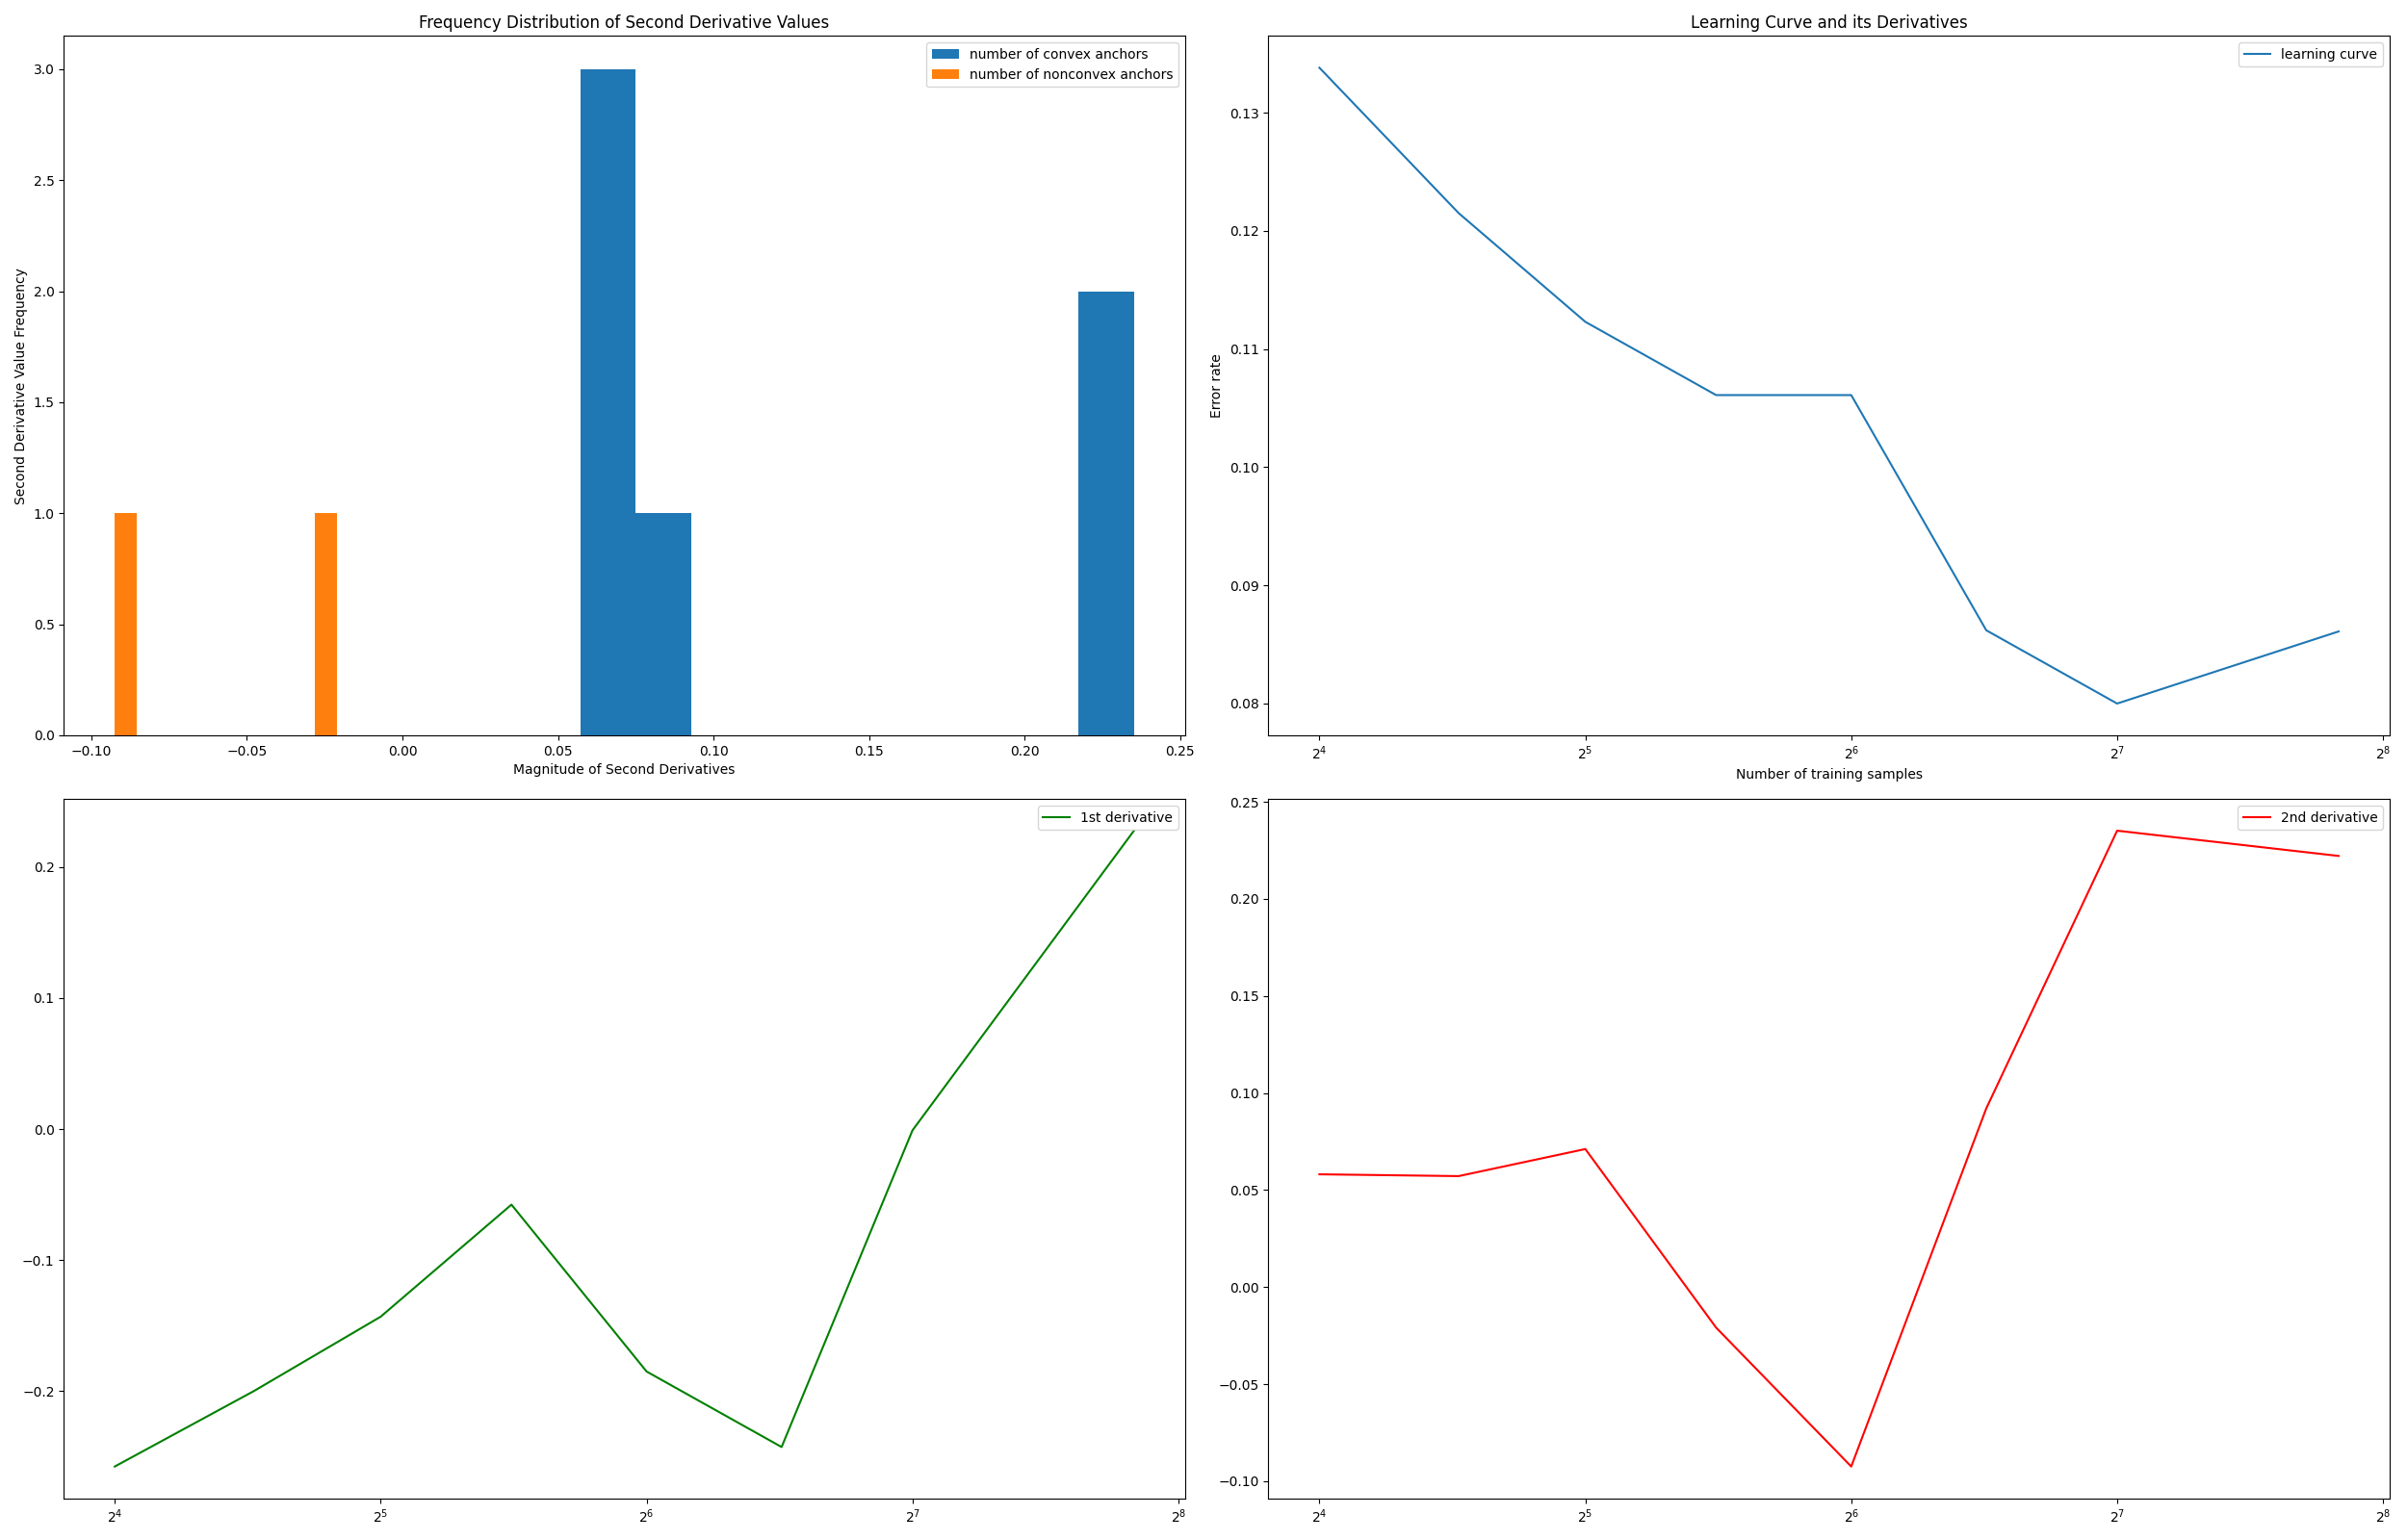 Frequency Distribution of Second Derivative Values
number of convex anchors
number of nonconvex anchors
Second Derivative Value Frequency
3.0
2.5
2.0
1.5
1.0
0.5
0.0
−0.10 −0.05 0.00 0.05 0.10 0.15 0.20 0.25
Magnitude of Second Derivatives
Learning Curve and its Derivatives
learning curve
Error rate
0.13
0.12
0.11
0.10
0.09
0.08
2⁴ 2⁵ 2⁶ 2⁷ 2⁸
Number of training samples
1st derivative
0.2
0.1
0.0
−0.1
−0.2
2⁴ 2⁵ 2⁶ 2⁷ 2⁸
2nd derivative
0.25
0.20
0.15
0.10
0.05
0.00
−0.05
−0.10
2⁴ 2⁵ 2⁶ 2⁷ 2⁸